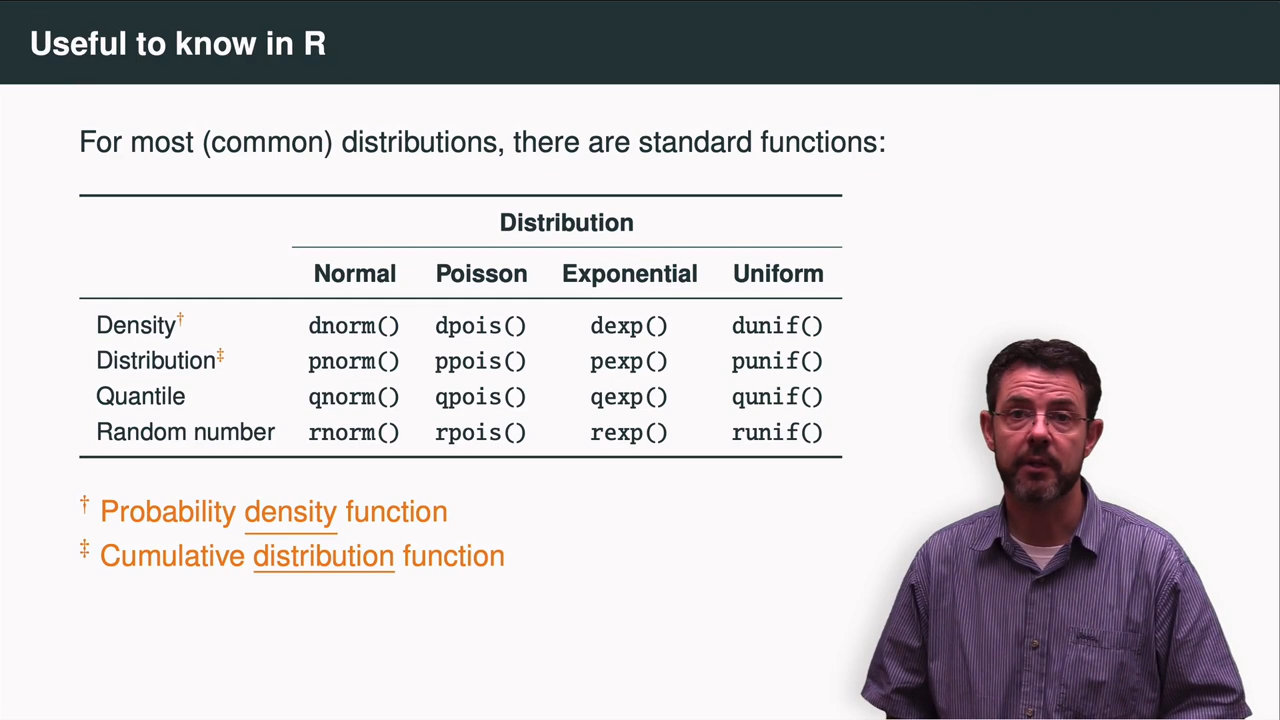 Useful to know in R
For most (common) distributions, there are standard functions:
Distribution
Normal Poisson Exponential Uniform
Density† dnorm() dpois() dexp() dunif()
Distribution‡ pnorm() ppois() pexp() punif()
Quantile qnorm() qpois() qexp() qunif()
Random number rnorm() rpois() rexp() runif()
† Probability density function
‡ Cumulative distribution function